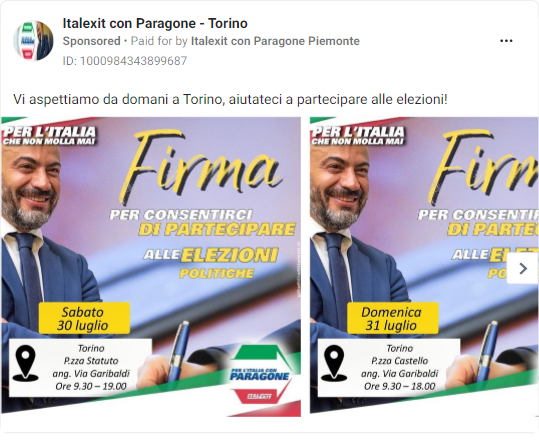 Italexit con Paragone - Torino
Sponsored • Paid for by Italexit con Paragone Piemonte
ID: 1000984343899687
Vi aspettiamo da domani a Torino, aiutateci a partecipare alle elezioni!
PER L'ITALIA
CHE NON MOLLA MAI
Firma
PER CONSENTIRCI
DI PARTECIPARE
ALLE ELEZIONI
POLITICHE
Sabato
30 luglio
Torino
P.zza Statuto
ang. Via Garibaldi
Ore 9.30 – 19.00
PER L'ITALIA CON
PARAGONE
ITALEXIT
PER L'ITALIA
CHE NON MOLLA MAI
Firm
PER CONSENTIRCI
DI PARTECIPARE
ALLE ELEZION
POLITICHE
Domenica
31 luglio
Torino
P.zza Castello
ang. Via Garibaldi
Ore 9.30 – 18.00